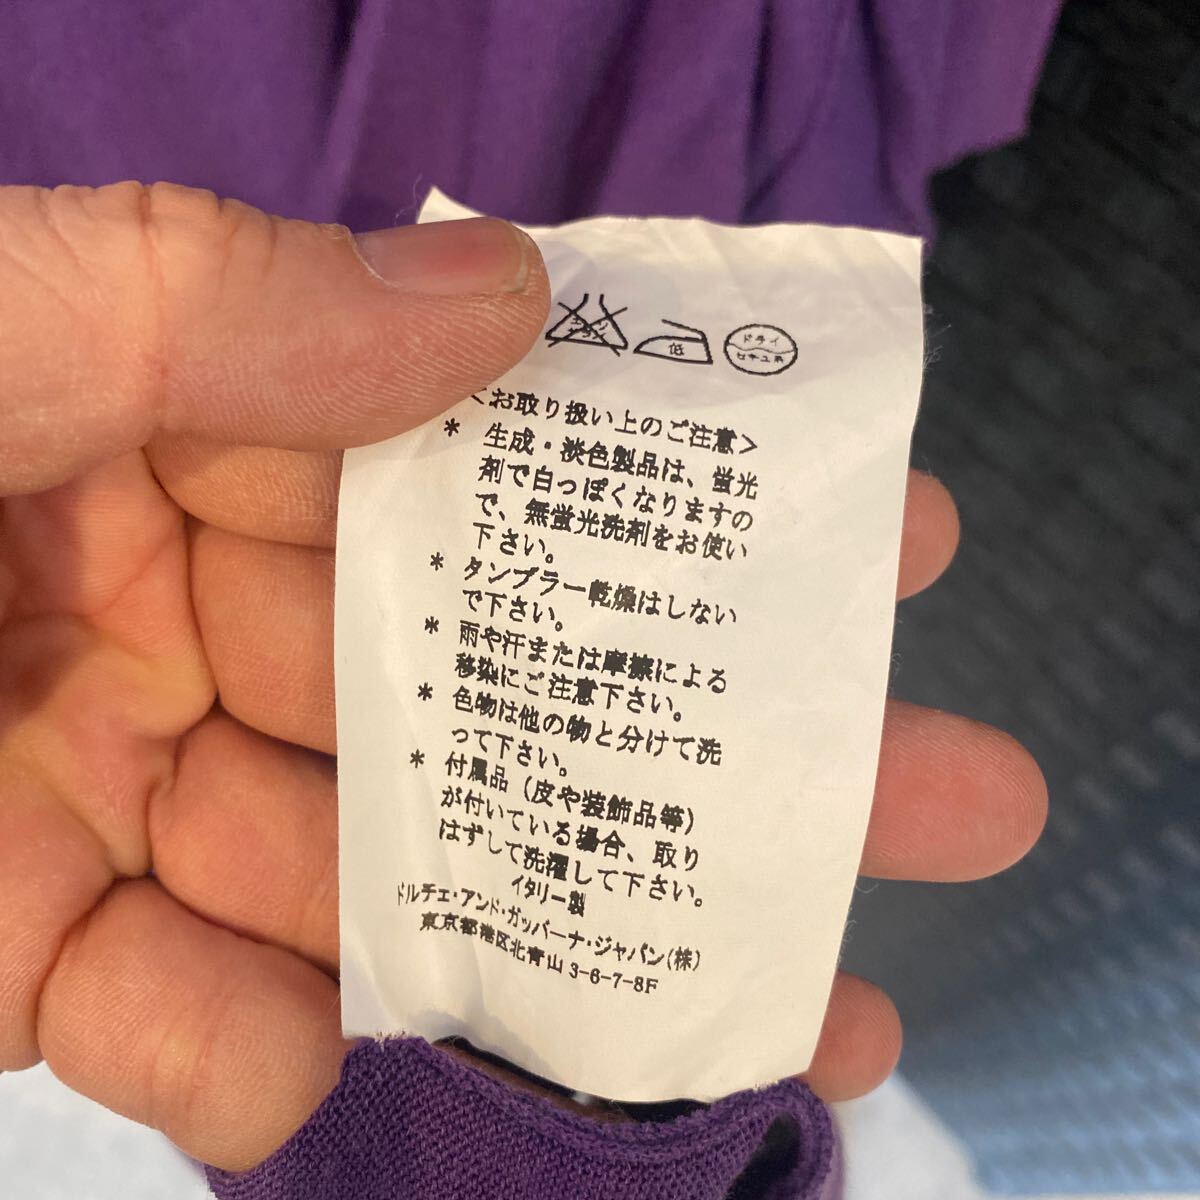 エンソ サラシ
低
ドライ
セキユ系
<お取り扱い上のご注意>
* 生成・淡色製品は、蛍光
剤で白っぽくなりますの
で、無蛍光洗剤をお使い
下さい。
* タンブラー乾燥はしない
で下さい。
* 雨や汗または摩擦による
移染にご注意下さい。
* 色物は他の物と分けて洗
って下さい。
* 付属品（皮や装飾品等）
が付いている場合、取り
はずして洗濯して下さい。
イタリー製
ドルチェ・アンド・ガッバーナ・ジャパン(株)
東京都港区北青山 3-6-7-8F